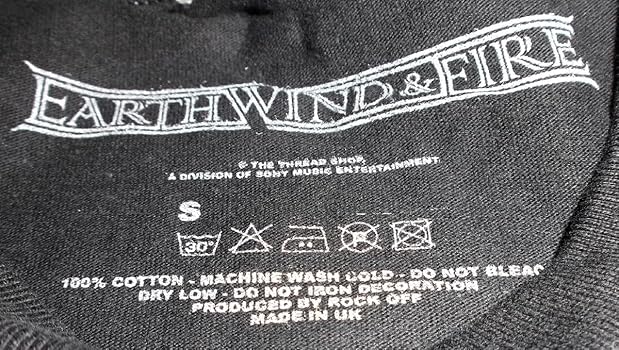 EARTH WIND & FIRE
© THE THREAD SHOP,
A DIVISION OF SONY MUSIC ENTERTAINMENT
S
30°
100% COTTON - MACHINE WASH COLD - DO NOT BLEAC
DRY LOW - DO NOT IRON DECORATION
PRODUCED BY ROCK OFF
MADE IN UK